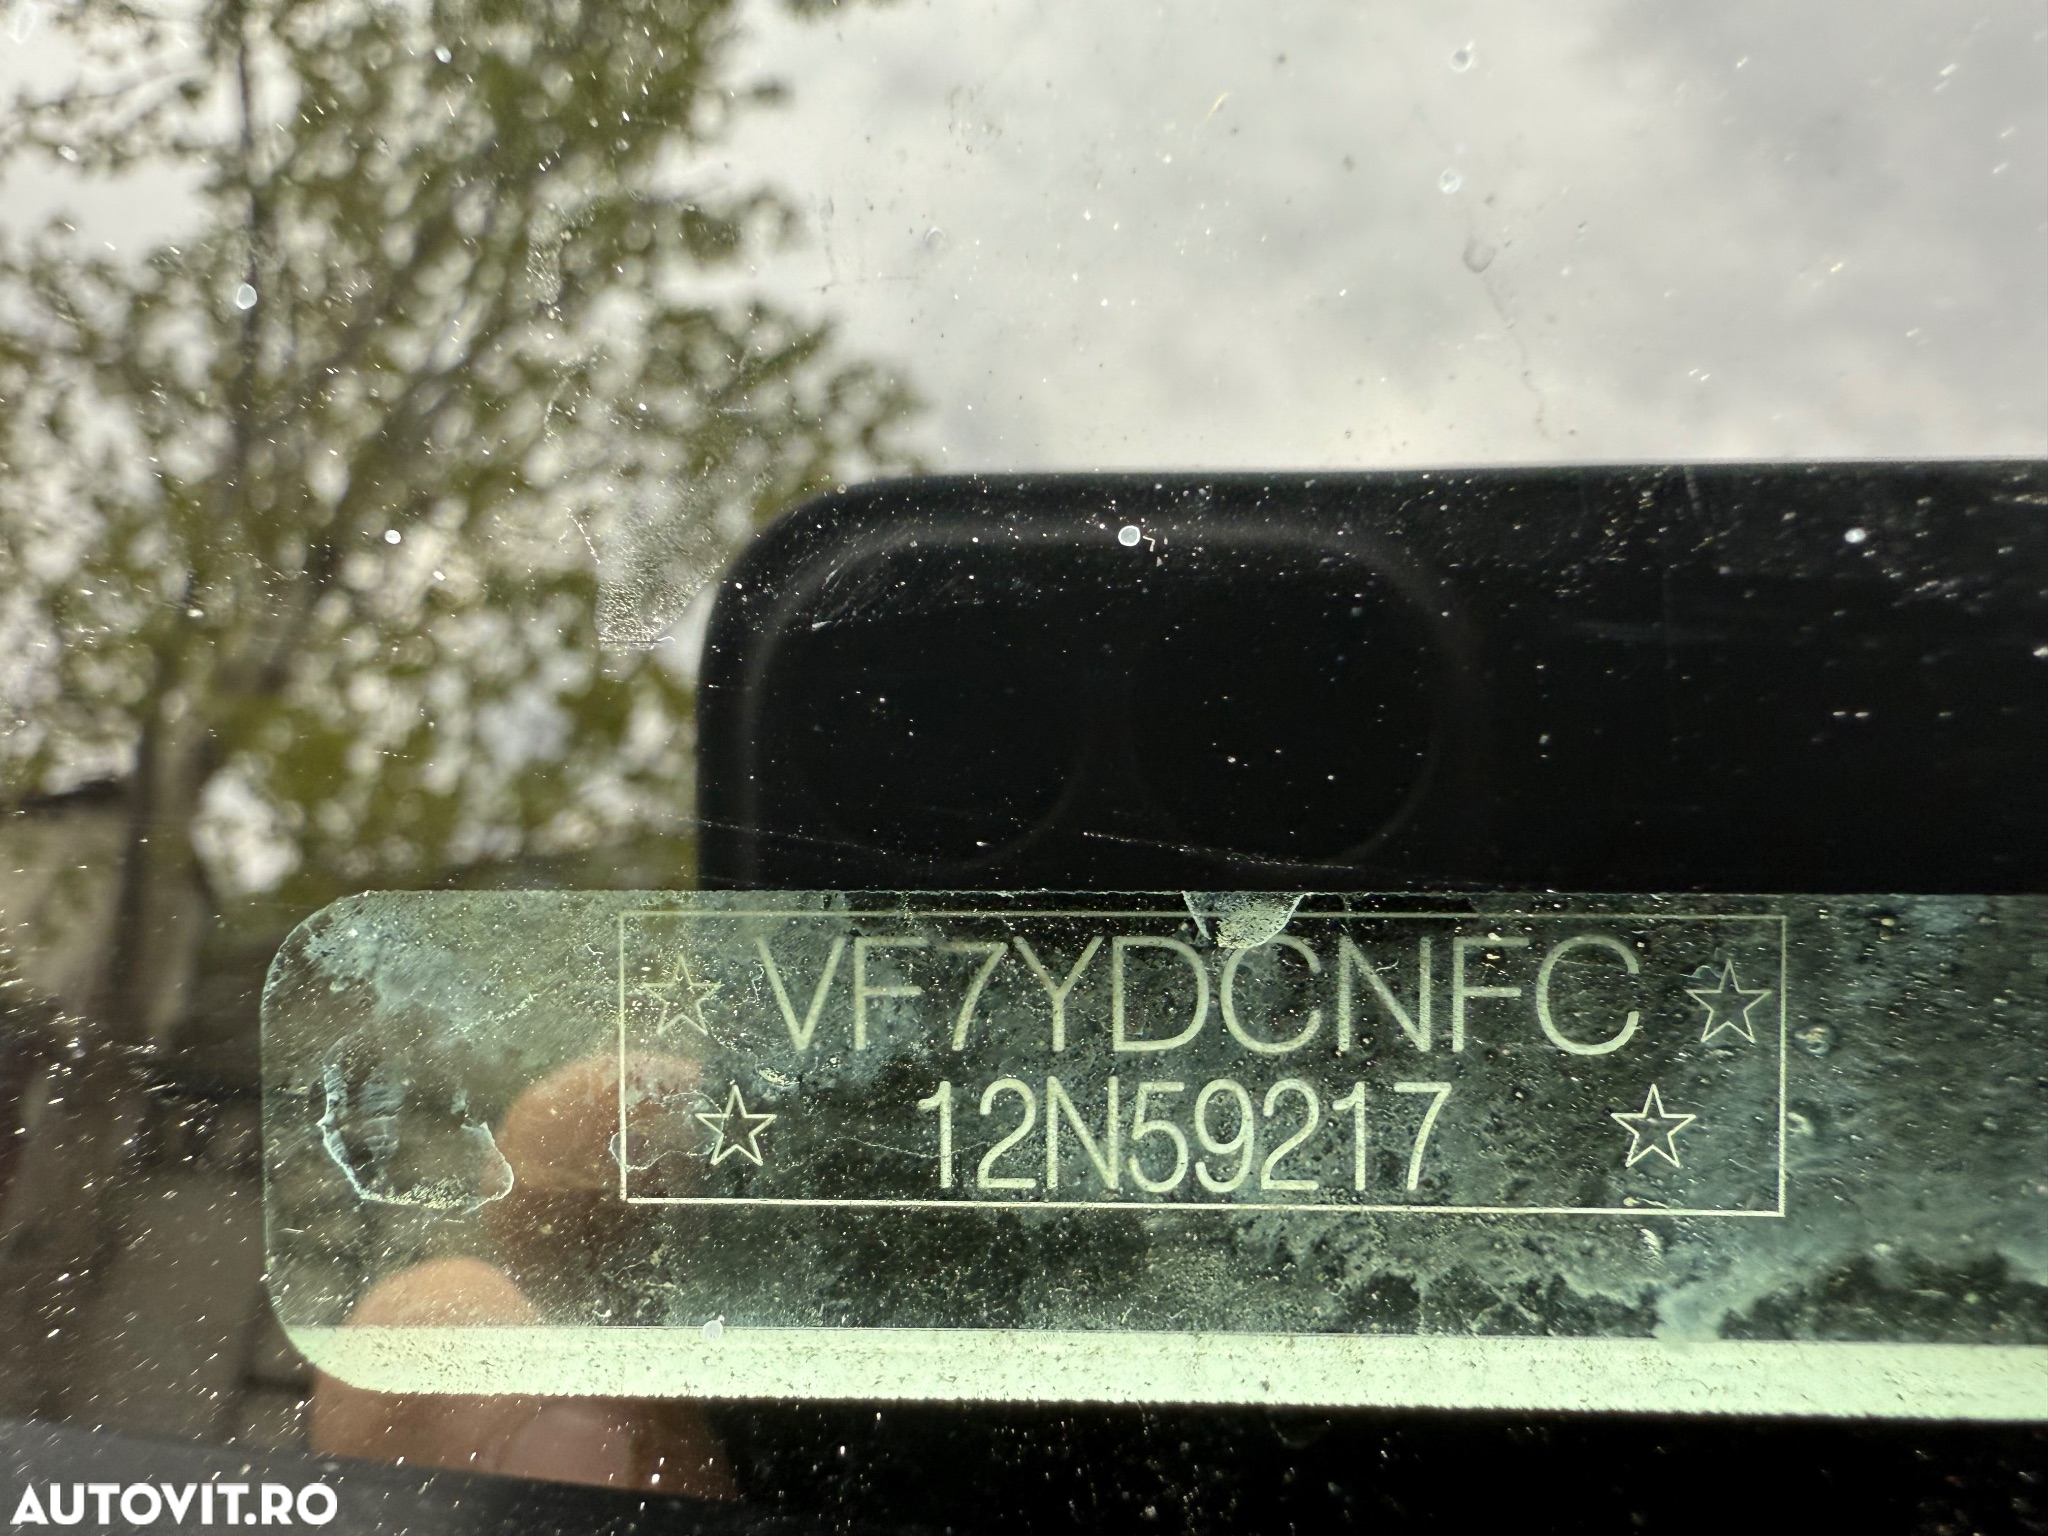 ☆ VF7YDCNFC ☆
☆ 12N59217 ☆
AUTOVIT.RO